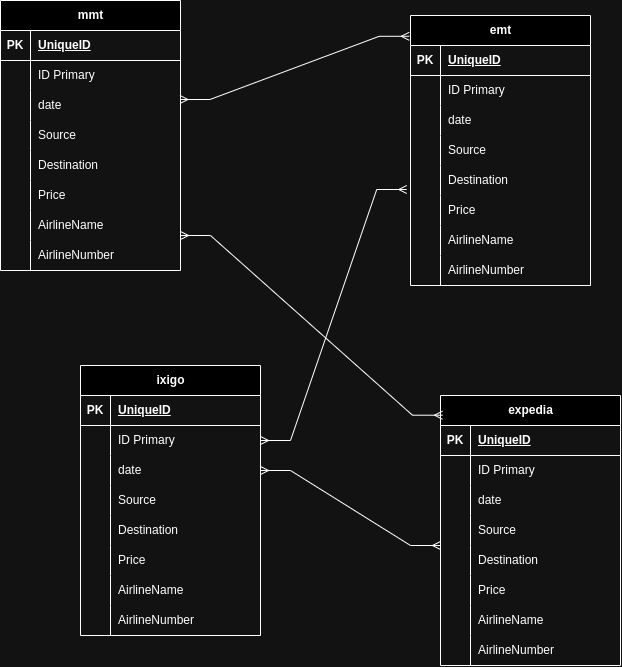 mmt
PK UniqueID
ID Primary
date
Source
Destination
Price
AirlineName
AirlineNumber
emt
PK UniqueID
ID Primary
date
Source
Destination
Price
AirlineName
AirlineNumber
ixigo
PK UniqueID
ID Primary
date
Source
Destination
Price
AirlineName
AirlineNumber
expedia
PK UniqueID
ID Primary
date
Source
Destination
Price
AirlineName
AirlineNumber